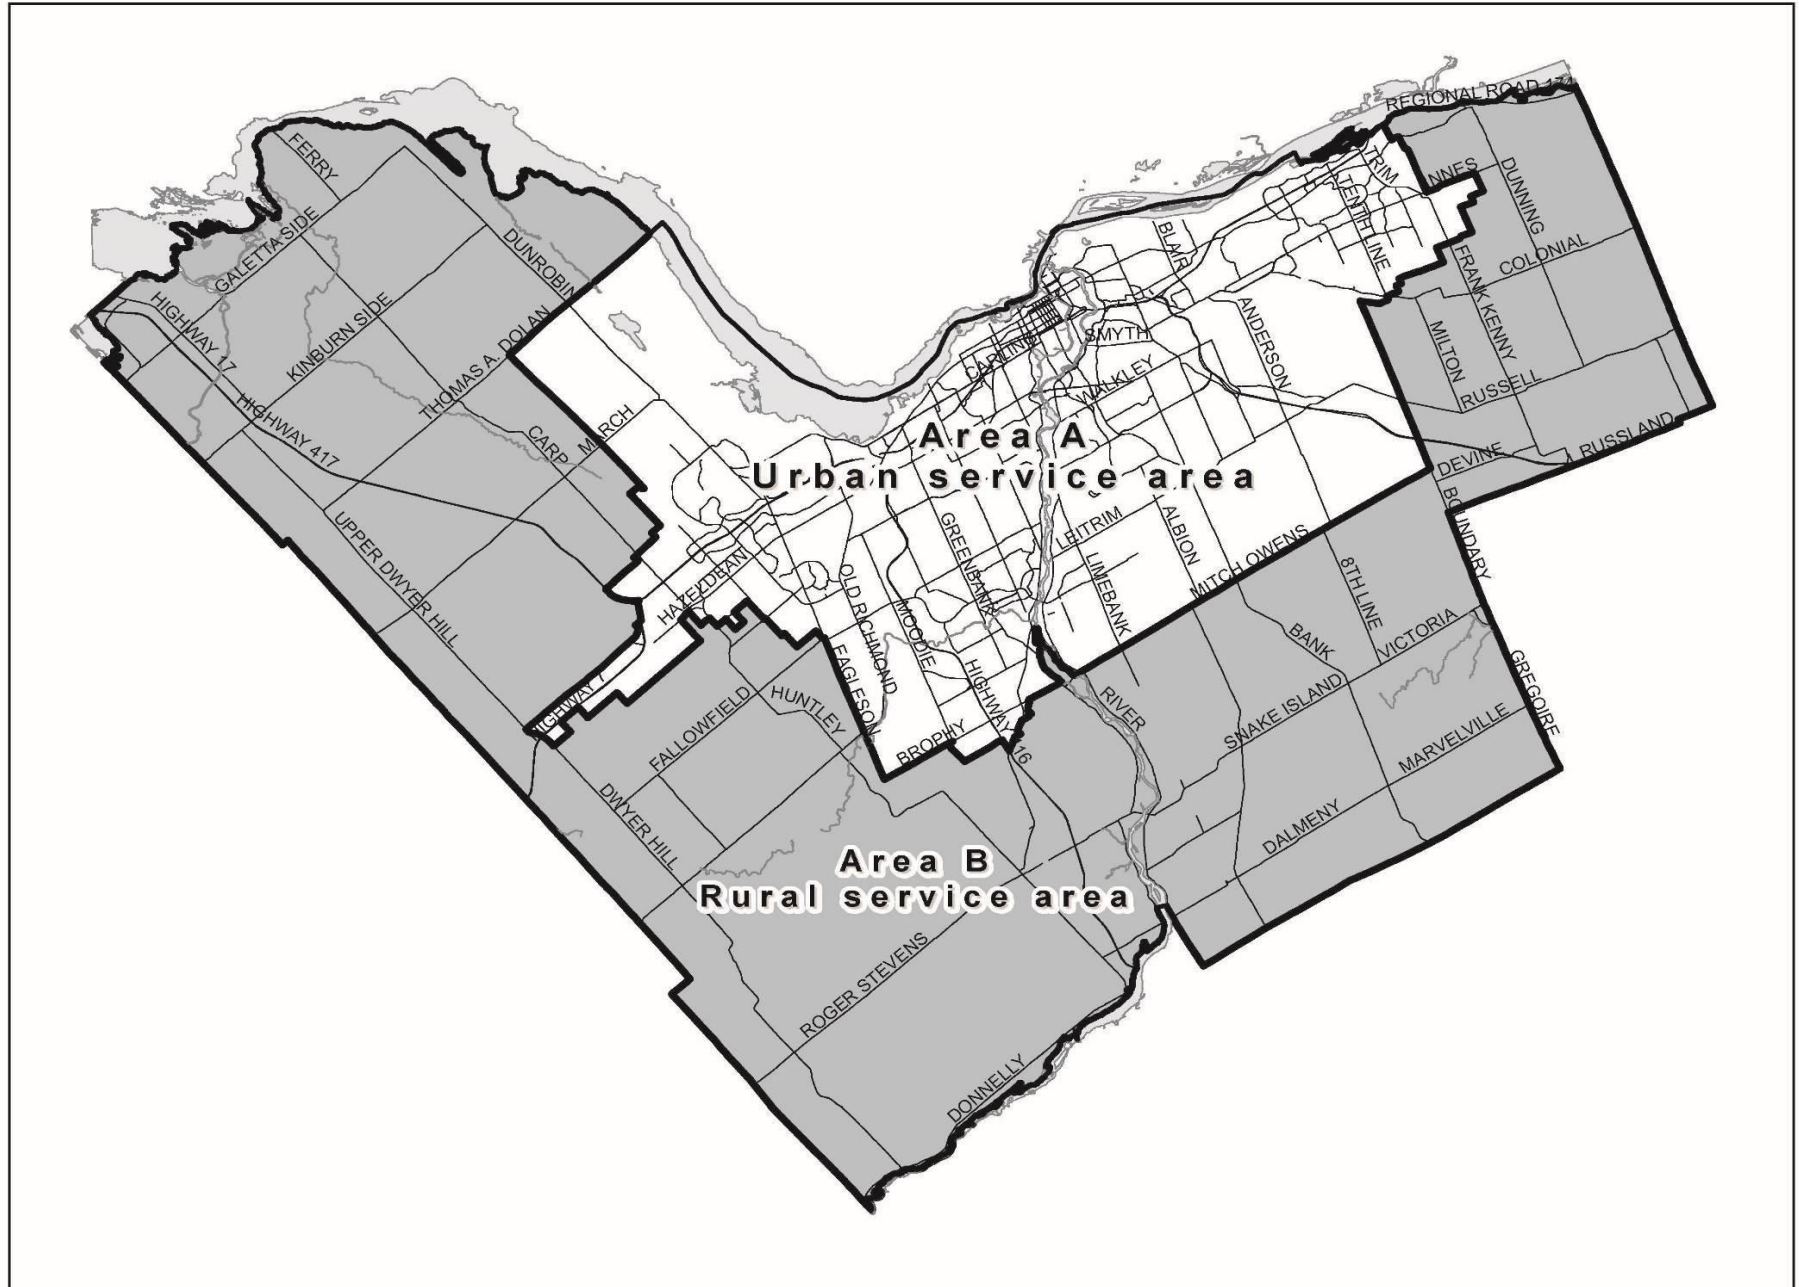 REGIONAL ROAD 174
FERRY
TRIM
INNES
DUNNING
TENTH LINE
GALETTA SIDE
DUNROBIN
BLAIR
COLONIAL
FRANK KENNY
HIGHWAY 17
KINBURN SIDE
THOMAS A. DOLAN
ANDERSON
SMYTH
CARLING
MILTON
WALKLEY
RUSSELL
HIGHWAY 417
CARP
MARCH
RUSSLAND
DEVINE
Area A
Urban service area
BOUNDARY
UPPER DWYER HILL
GREENBANK
LEITRIM
ALBION
MITCH OWENS
HAZELDEAN
OLD RICHMOND
MOODIE
LIMEBANK
8TH LINE
BANK
VICTORIA
EAGLESON
HIGHWAY 7
HUNTLEY
HIGHWAY 16
RIVER
GREGOIRE
FALLOWFIELD
BROPHY
SNAKE ISLAND
MARVELVILLE
DWYER HILL
DALMENY
Area B
Rural service area
ROGER STEVENS
DONNELLY